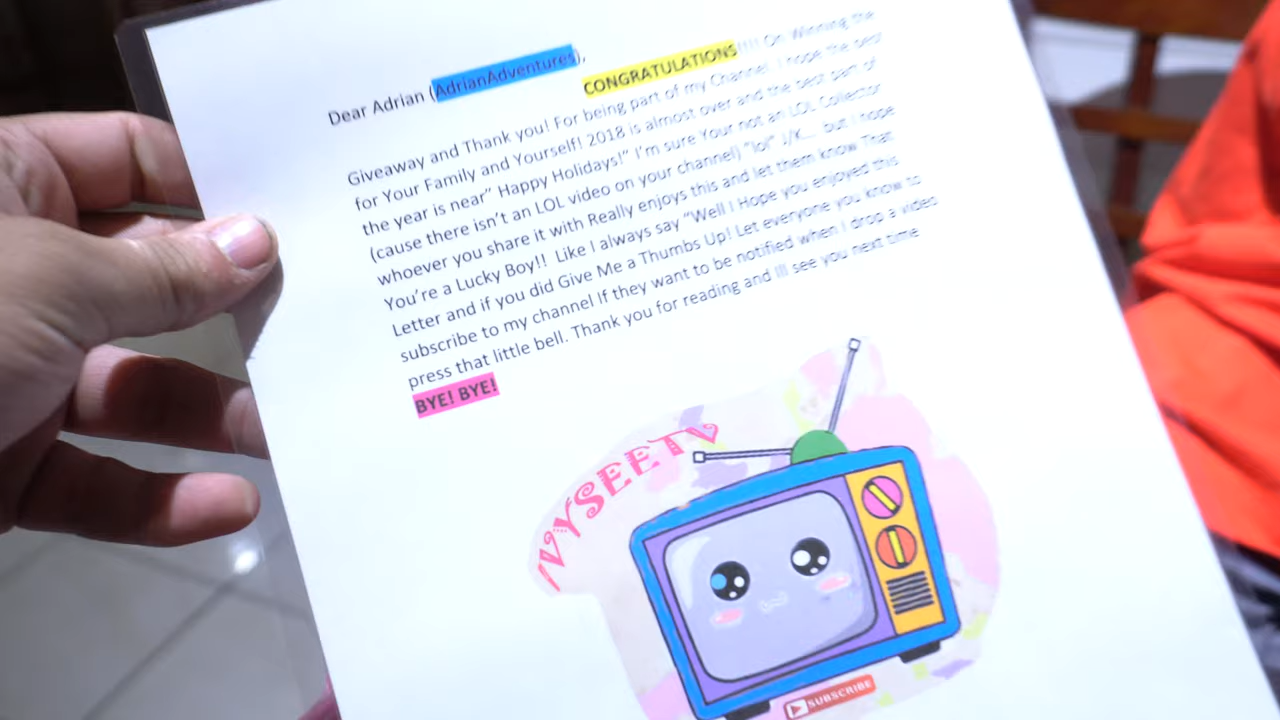 Dear Adrian (AdrianAdventures),
CONGRATULATIONS!!!! On Winning the
Giveaway and Thank you! For being part of my Channel. I hope the best
for Your Family and Yourself! 2018 is almost over and the best part of
the year is near" Happy Holidays!" I'm sure Your not an LOL Collector
(cause there isn't an LOL video on your channel) "lol" J/K... but I hope
whoever you share it with Really enjoys this and let them know That
You're a Lucky Boy!! Like I always say "Well I Hope you enjoyed this
Letter and if you did Give Me a Thumbs Up! Let everyone you know to
subscribe to my channel If they want to be notified when I drop a video
press that little bell. Thank you for reading and Ill see you next time
BYE! BYE!
IVYSEETV
SUBSCRIBE